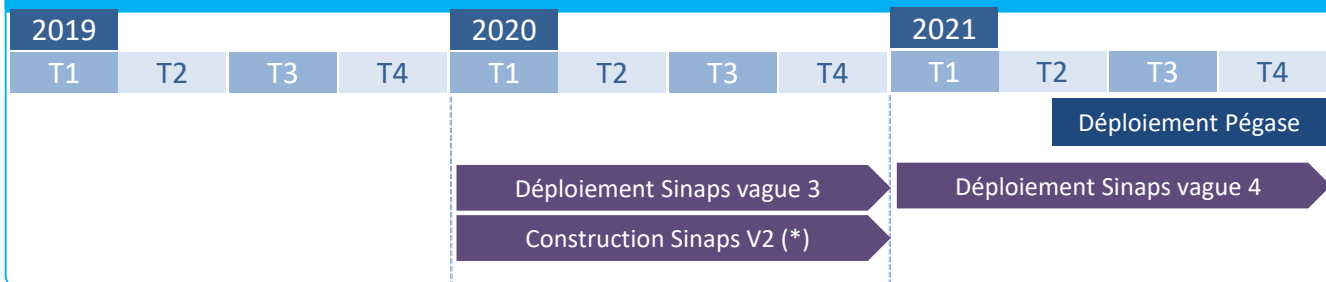 2019 2020 2021
T1 T2 T3 T4 T1 T2 T3 T4 T1 T2 T3 T4
Déploiement Pégase
Déploiement Sinaps vague 3 Déploiement Sinaps vague 4
Construction Sinaps V2 (*)